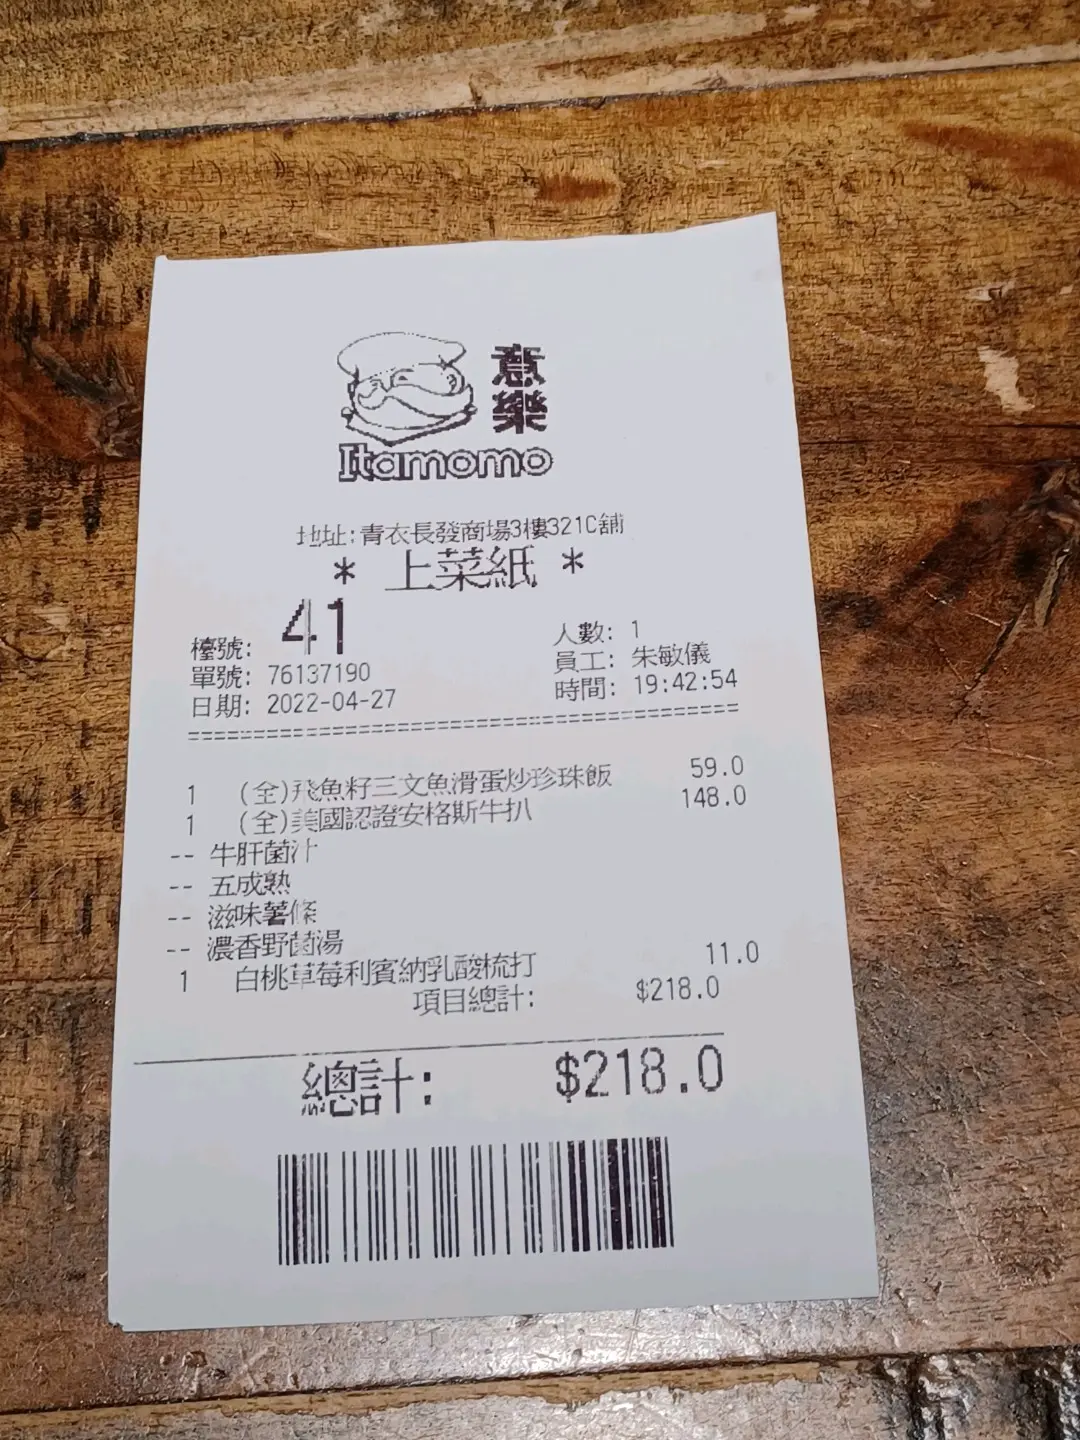 意樂
Itamomo
地址:青衣長發商場3樓321C舖
* 上菜紙 *
檯號: 41 人數: 1
單號: 76137190 員工: 朱敏儀
日期: 2022-04-27 時間: 19:42:54
1 (全)飛魚籽三文魚滑蛋炒珍珠飯 59.0
1 (全)美國認證安格斯牛扒 148.0
-- 牛肝菌汁
-- 五成熟
-- 滋味薯條
-- 濃香野菌湯
1 白桃草莓利賓納乳酸梳打 11.0
項目總計: $218.0
總計: $218.0